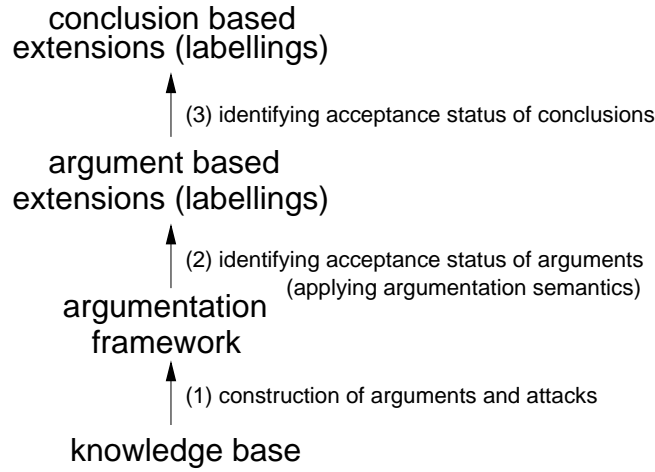 conclusion based
extensions (labellings)
(3) identifying acceptance status of conclusions
argument based
extensions (labellings)
(2) identifying acceptance status of arguments
(applying argumentation semantics)
argumentation
framework
(1) construction of arguments and attacks
knowledge base